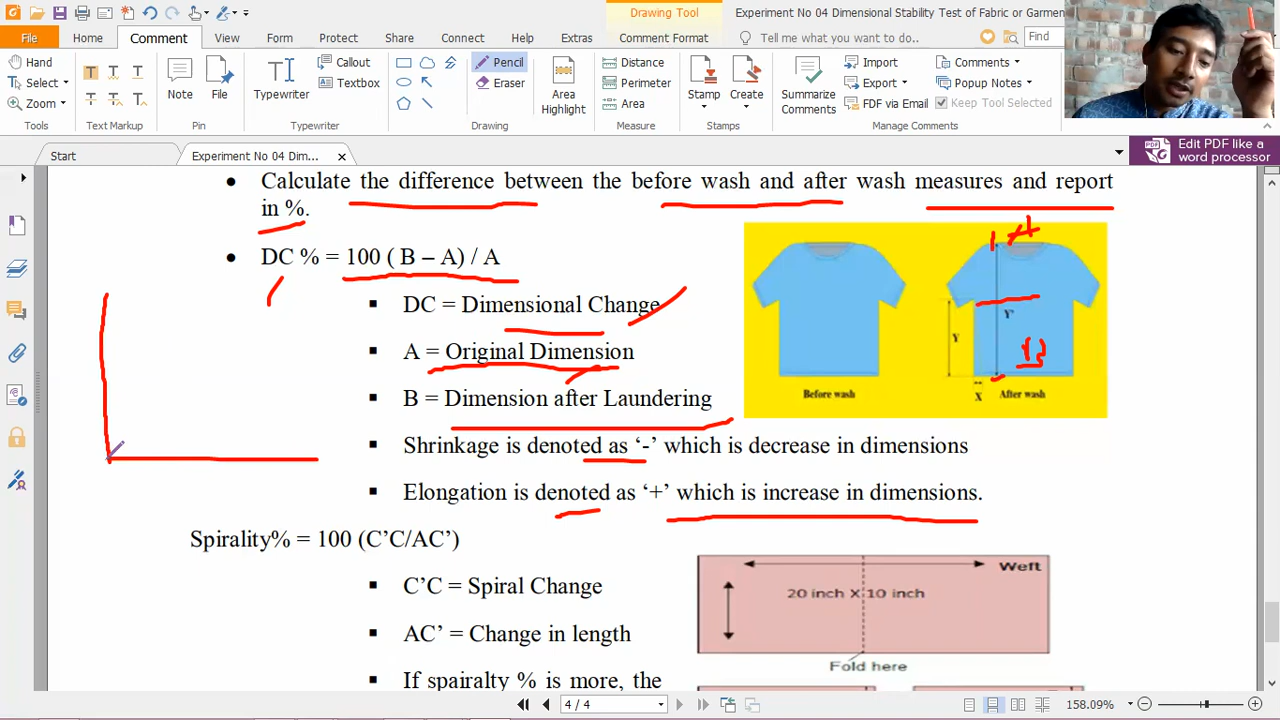 Drawing Tool
Experiment No 04 Dimensional Stability Test of Fabric or Garmen
File Home Comment View Form Protect Share Connect Help Extras Comment Format Tell me what you want to do... Find
Hand
Select
Zoom
Tools
T T T
T T T
Text Markup
Note
File
Pin
Typewriter
Callout
Textbox
Typewriter
Pencil
Eraser
Drawing
Area
Highlight
Distance
Perimeter
Area
Measure
Stamp
Create
Stamps
Summarize
Comments
Import
Export
FDF via Email
Comments
Popup Notes
Keep Tool Selected
Manage Comments
Start
Experiment No 04 Dim...
Edit PDF like a
word processor
• Calculate the difference between the before wash and after wash measures and report
in %.
• DC % = 100 ( B – A) / A
▪ DC = Dimensional Change
▪ A = Original Dimension
▪ B = Dimension after Laundering
▪ Shrinkage is denoted as ‘-’ which is decrease in dimensions
▪ Elongation is denoted as ‘+’ which is increase in dimensions.
A
Y'
Y
B
X
Before wash
After wash
Spirality% = 100 (C’C/AC’)
▪ C’C = Spiral Change
▪ AC’ = Change in length
▪ If spairalty % is more, the
Weft
20 inch X 10 inch
Fold here
4 / 4
158.09%